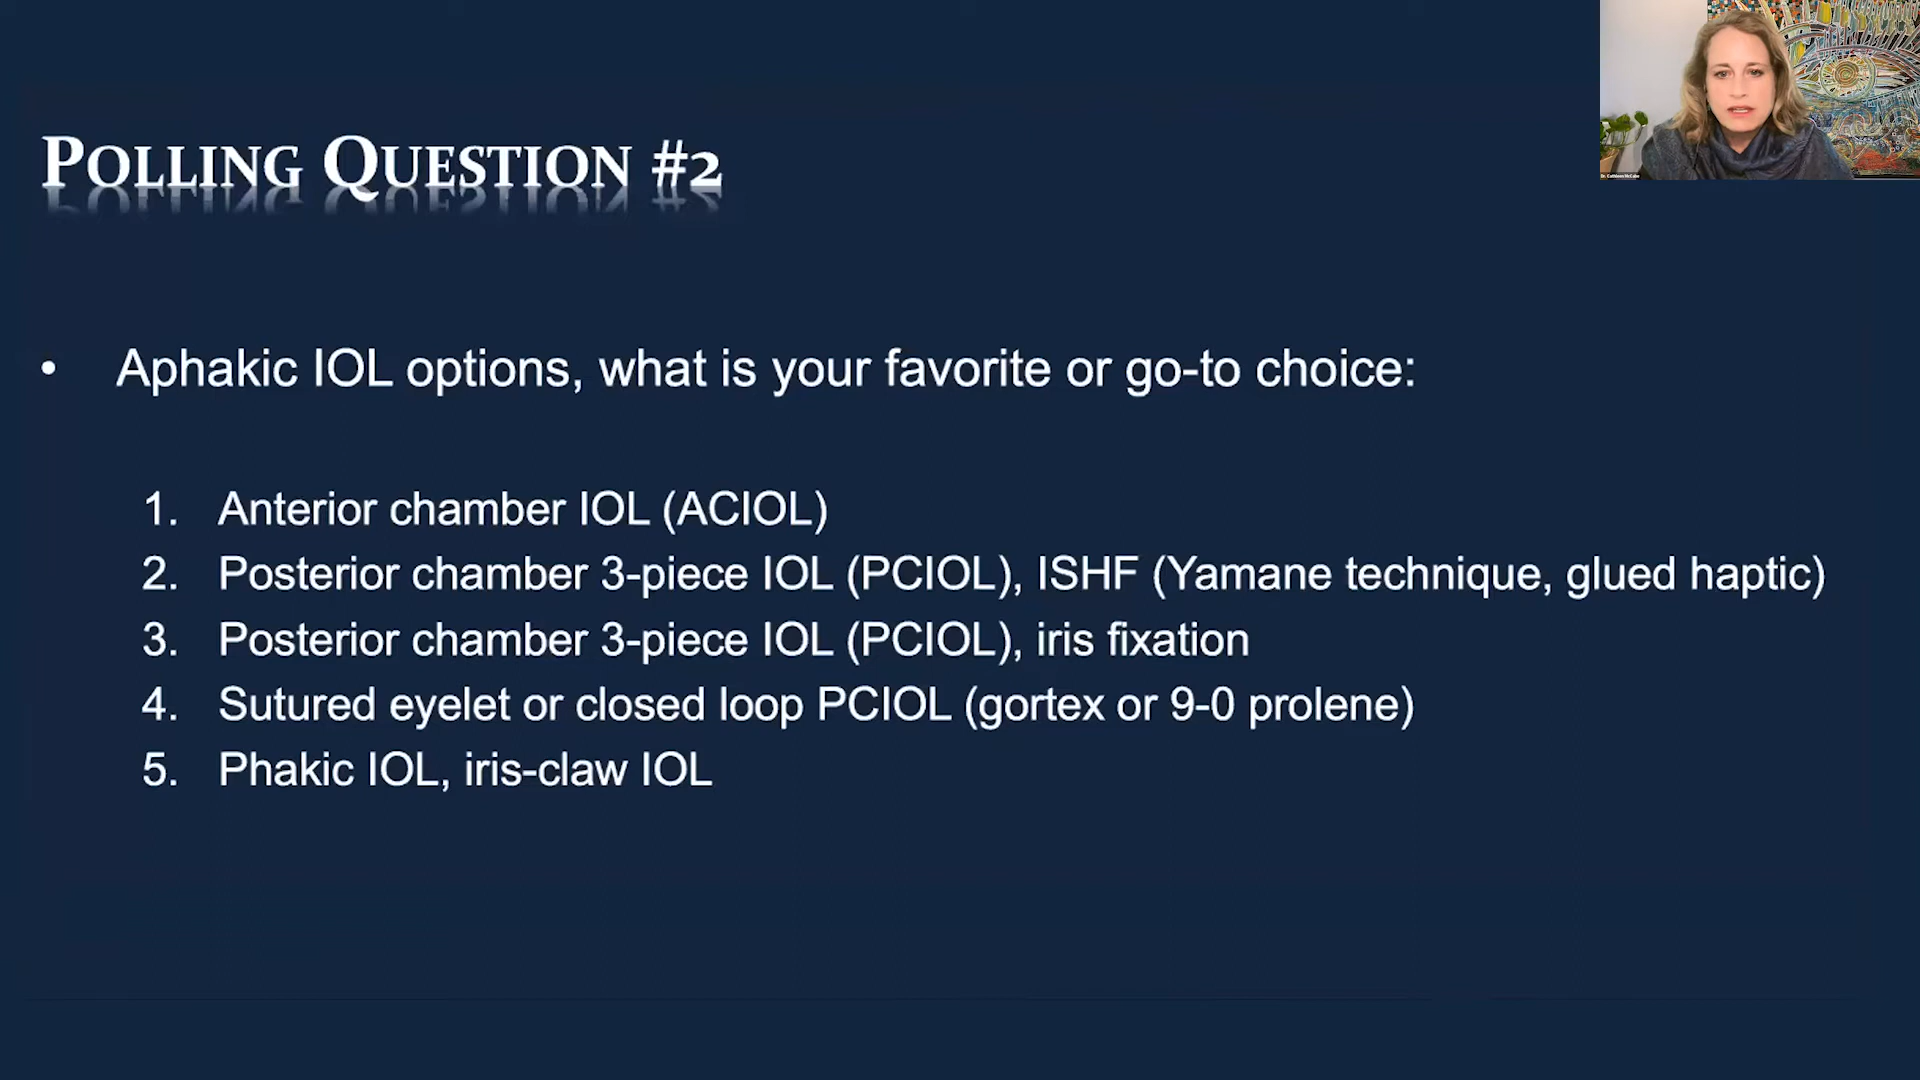 POLLING QUESTION #2
• Aphakic IOL options, what is your favorite or go-to choice:
1. Anterior chamber IOL (ACIOL)
2. Posterior chamber 3-piece IOL (PCIOL), ISHF (Yamane technique, glued haptic)
3. Posterior chamber 3-piece IOL (PCIOL), iris fixation
4. Sutured eyelet or closed loop PCIOL (gortex or 9-0 prolene)
5. Phakic IOL, iris-claw IOL
Dr. Cathleen McCabe